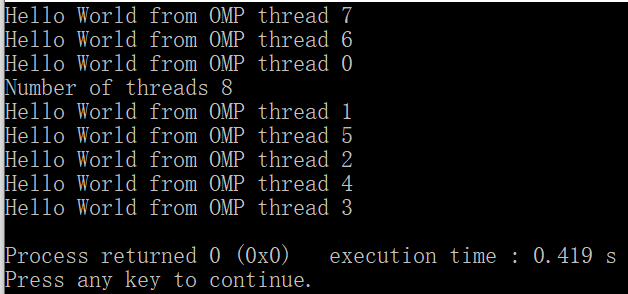 Hello World from OMP thread 7
Hello World from OMP thread 6
Hello World from OMP thread 0
Number of threads 8
Hello World from OMP thread 1
Hello World from OMP thread 5
Hello World from OMP thread 2
Hello World from OMP thread 4
Hello World from OMP thread 3

Process returned 0 (0x0)   execution time : 0.419 s
Press any key to continue.